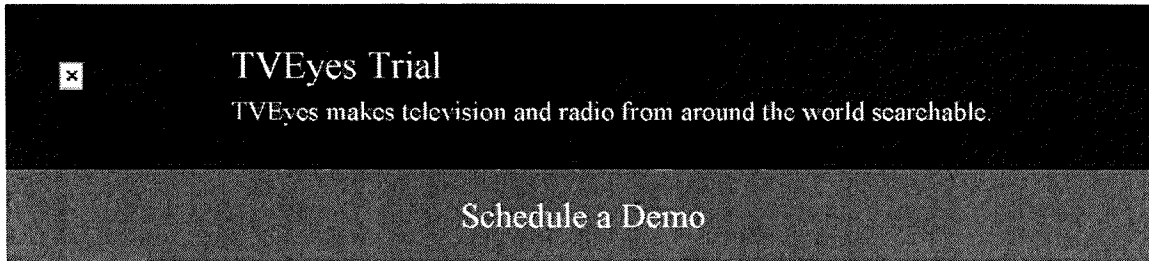 TVEyes Trial
TVEyes makes television and radio from around the world searchable.
Schedule a Demo